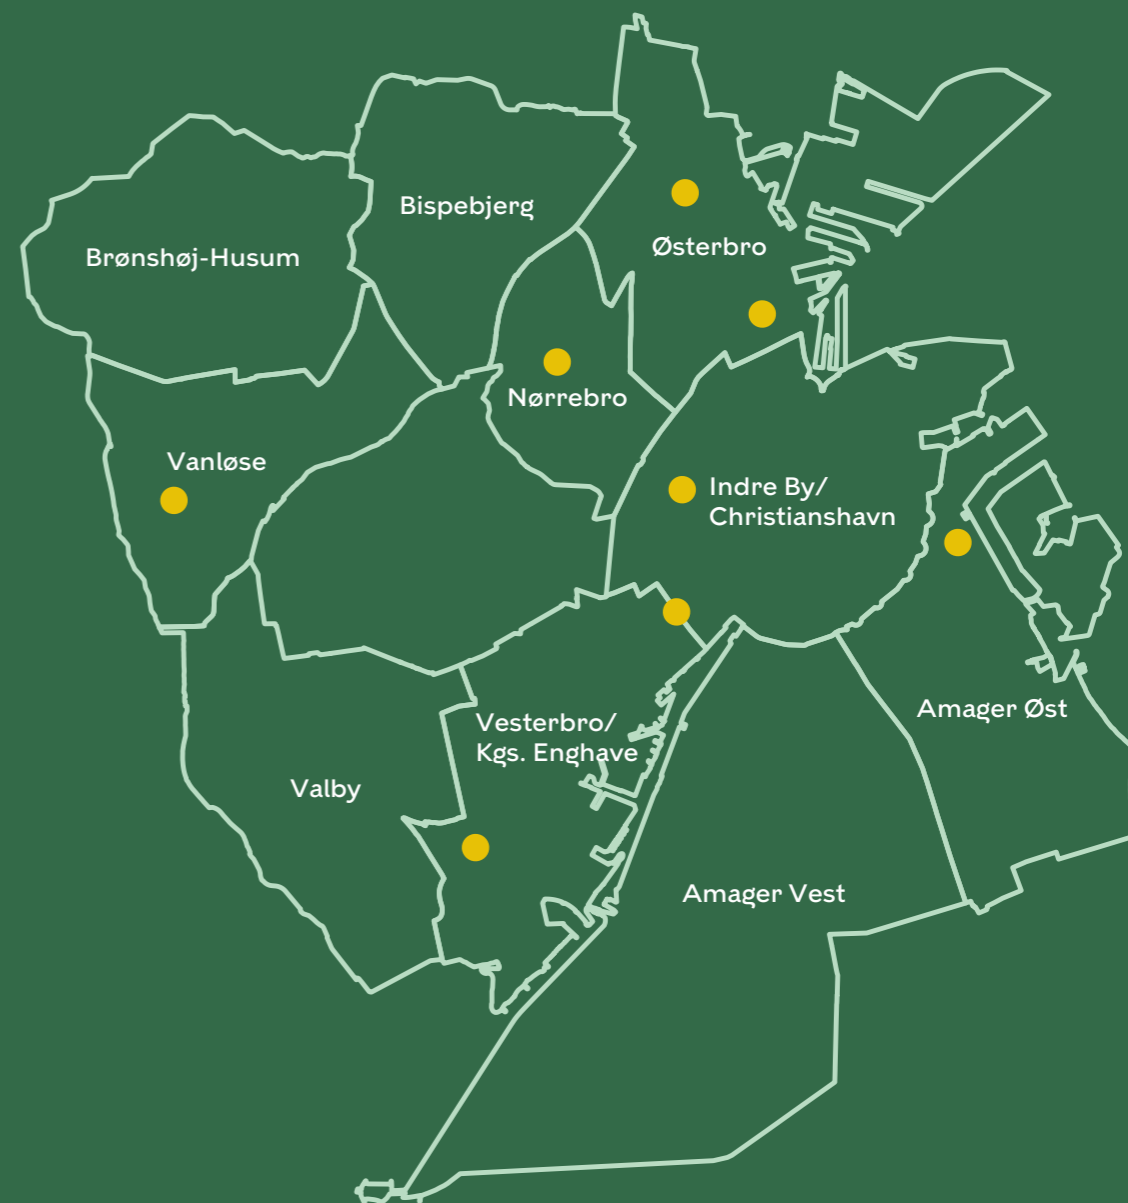 Bispebjerg
Brønshøj-Husum
Østerbro
Nørrebro
Vanløse
Indre By/
Christianshavn
Amager Øst
Vesterbro/
Kgs. Enghave
Valby
Amager Vest